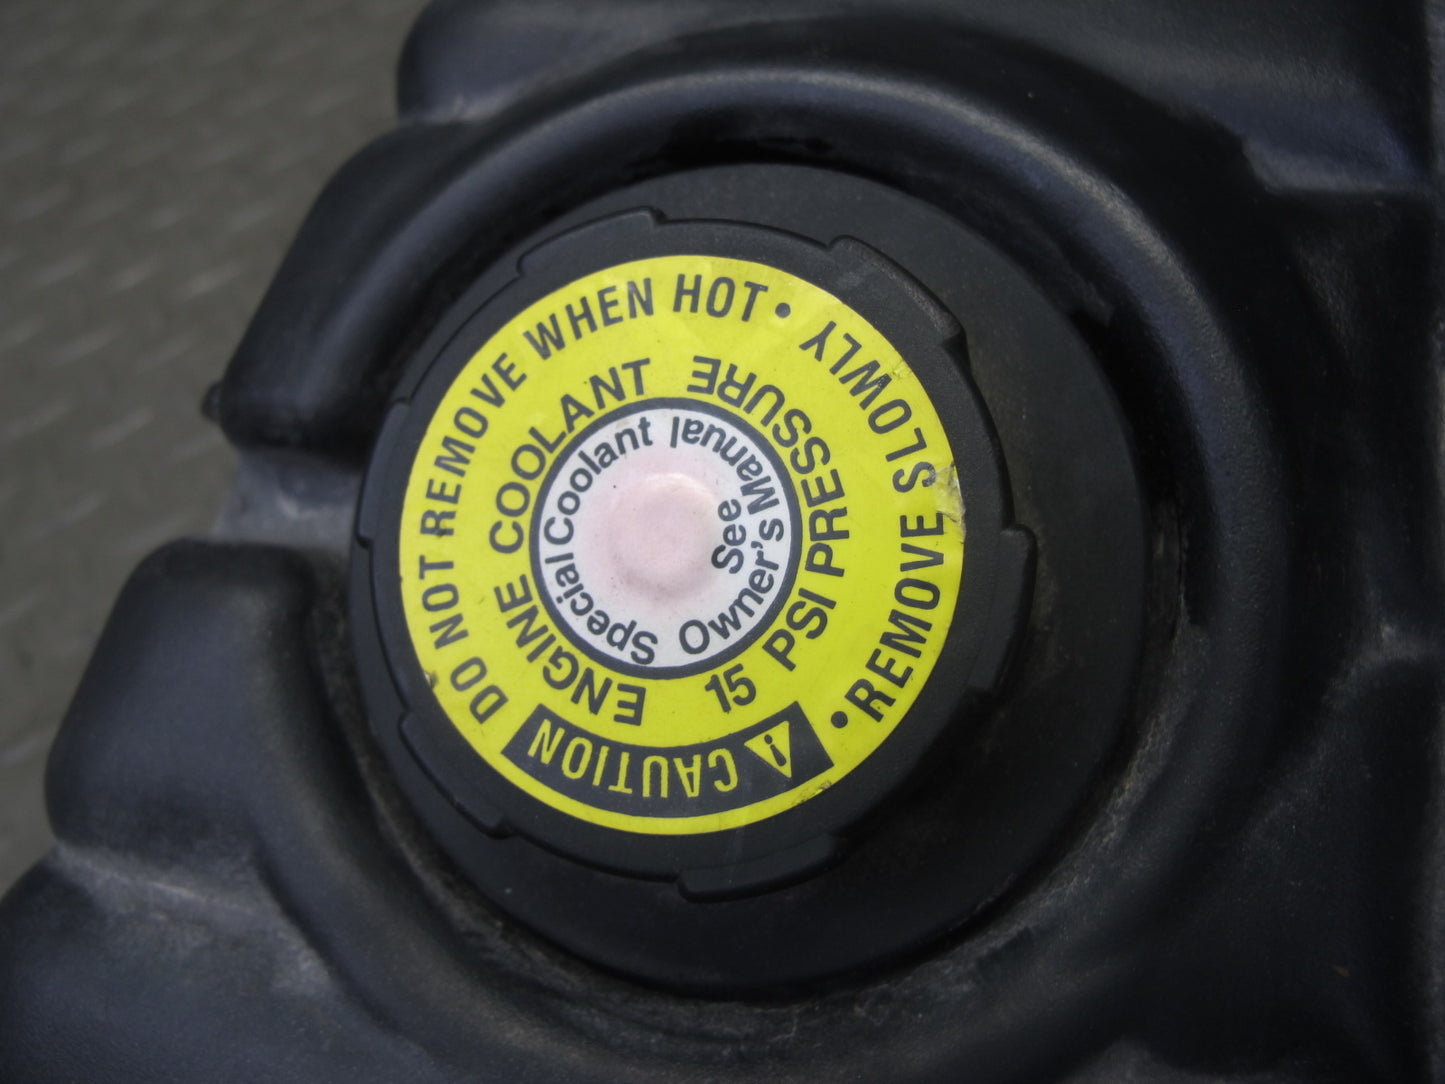 ⚠ CAUTION
DO NOT REMOVE WHEN HOT •
• REMOVE SLOWLY
ENGINE COOLANT
15 PSI PRESSURE
Special Coolant
See
Owner's Manual